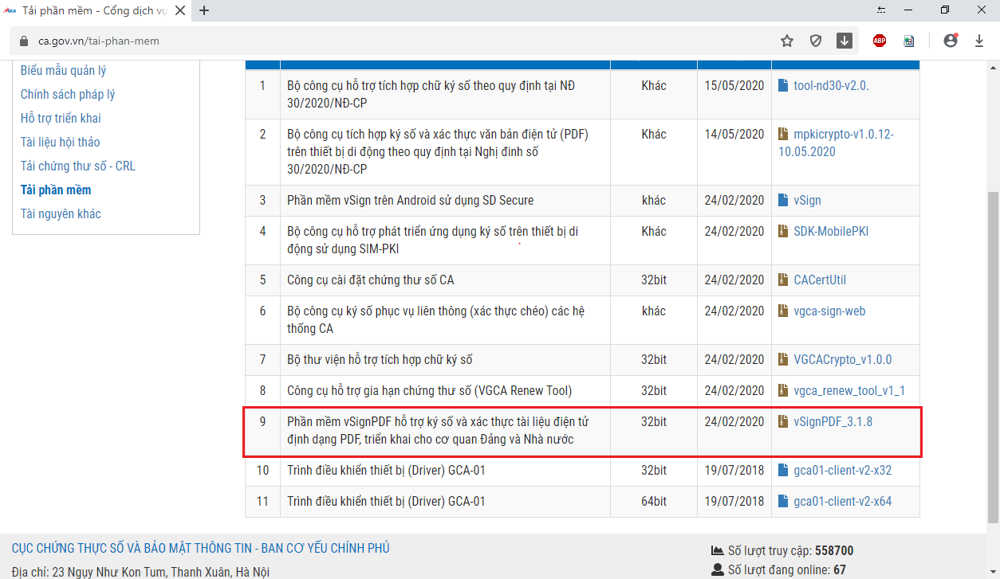 Tải phần mềm - Cổng dịch vụ
ca.gov.vn/tai-phan-mem
ABP
Biểu mẫu quản lý
Chính sách pháp lý
Hỗ trợ triển khai
Tài liệu hội thảo
Tải chứng thư số - CRL
Tải phần mềm
Tài nguyên khác
1 Bộ công cụ hỗ trợ tích hợp chữ ký số theo quy định tại NĐ Khác 15/05/2020 tool-nd30-v2.0.
30/2020/NĐ-CP
2 Bộ công cụ tích hợp ký số và xác thực văn bản điện tử (PDF) Khác 14/05/2020 mpkicrypto-v1.0.12-
trên thiết bị di động theo quy định tại Nghị đinh số 10.05.2020
30/2020/NĐ-CP
3 Phần mềm vSign trên Android sử dụng SD Secure khác 24/02/2020 vSign
4 Bộ công cụ hỗ trợ phát triển ứng dụng ký số trên thiết bị di Khác 24/02/2020 SDK-MobilePKI
động sử dụng SIM-PKI
5 Công cụ cài đặt chứng thư số CA 32bit 24/02/2020 CACertUtil
6 Bộ công cụ ký số phục vụ liên thông (xác thực chéo) các hệ khác 24/02/2020 vgca-sign-web
thống CA
7 Bộ thư viện hỗ trợ tích hợp chữ ký số 32bit 24/02/2020 VGCACrypto_v1.0.0
8 Công cụ hỗ trợ gia hạn chứng thư số (VGCA Renew Tool) 32bit 24/02/2020 vgca_renew_tool_v1_1
9 Phần mềm vSignPDF hỗ trợ ký số và xác thực tài liệu điện tử 32bit 24/02/2020 vSignPDF_3.1.8
định dạng PDF, triển khai cho cơ quan Đảng và Nhà nước
10 Trình điều khiển thiết bị (Driver) GCA-01 32bit 19/07/2018 gca01-client-v2-x32
11 Trình điều khiển thiết bị (Driver) GCA-01 64bit 19/07/2018 gca01-client-v2-x64
CỤC CHỨNG THỰC SỐ VÀ BẢO MẬT THÔNG TIN - BAN CƠ YẾU CHÍNH PHỦ
Địa chỉ: 23 Ngụy Như Kon Tum, Thanh Xuân, Hà Nội
Số lượt truy cập: 558700
Số lượt đang online: 67